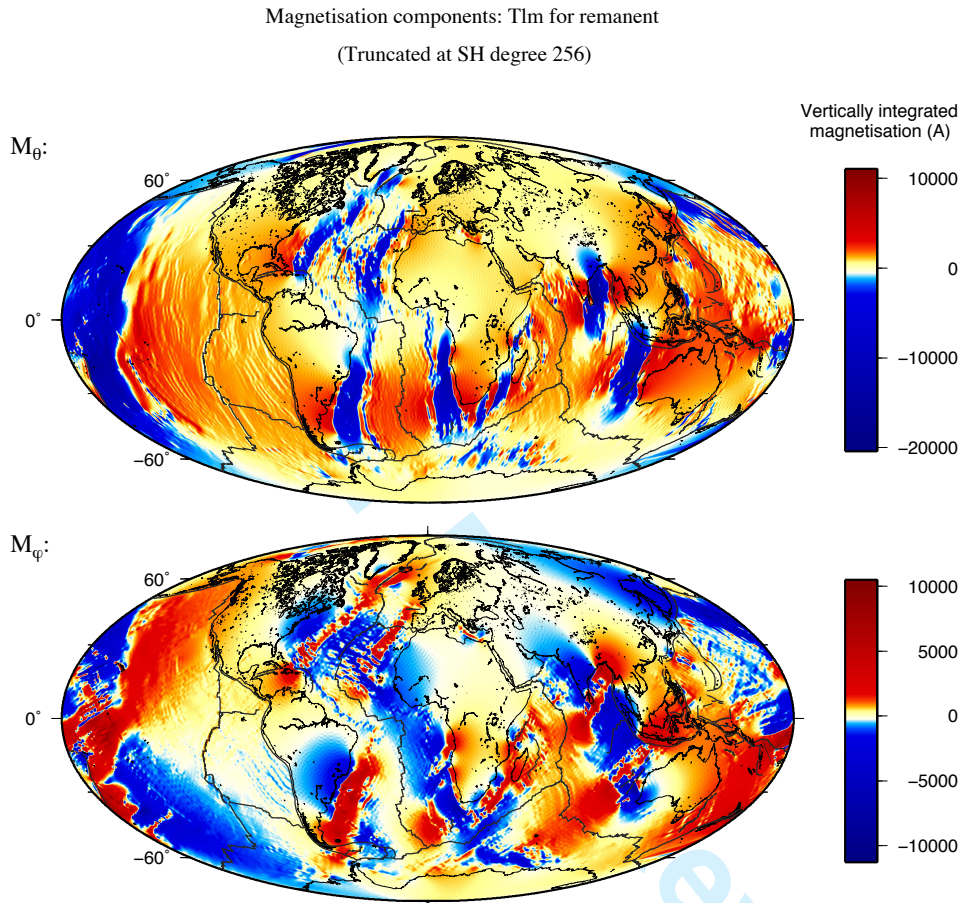 Magnetisation components: Tlm for remanent
(Truncated at SH degree 256)
Vertically integrated
magnetisation (A)
Mθ:
60°
0°
−60°
10000
0
−10000
−20000
Mφ:
60°
0°
−60°
10000
5000
0
−5000
−10000